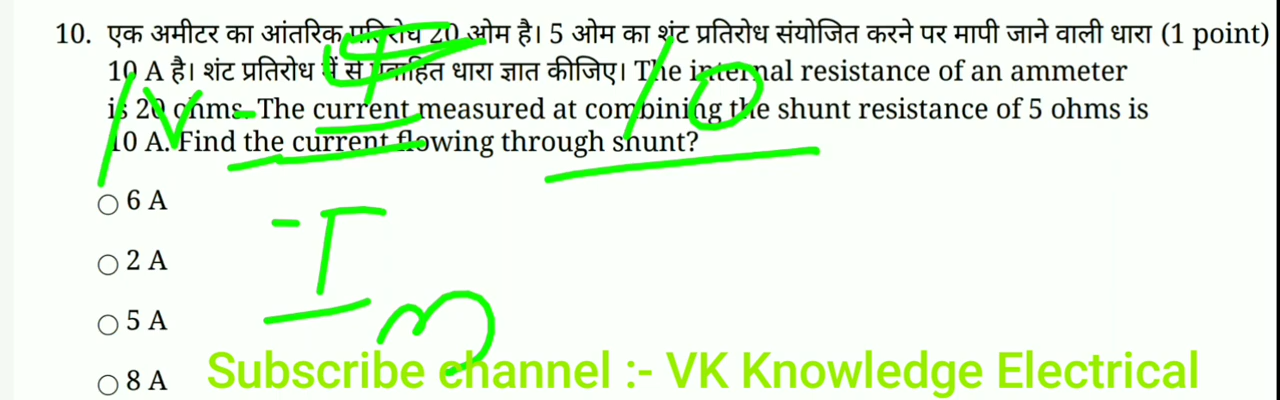 10. एक अमीटर का आंतरिक प्रतिरोध 20 ओम है। 5 ओम का शंट प्रतिरोध संयोजित करने पर मापी जाने वाली धारा (1 point)
10 A है। शंट प्रतिरोध में से प्रवाहित धारा ज्ञात कीजिए। The internal resistance of an ammeter
is 20 ohms. The current measured at combining the shunt resistance of 5 ohms is
10 A. Find the current flowing through shunt?
6 A
2 A
5 A
8 A
I
m
10
Subscribe channel :- VK Knowledge Electrical